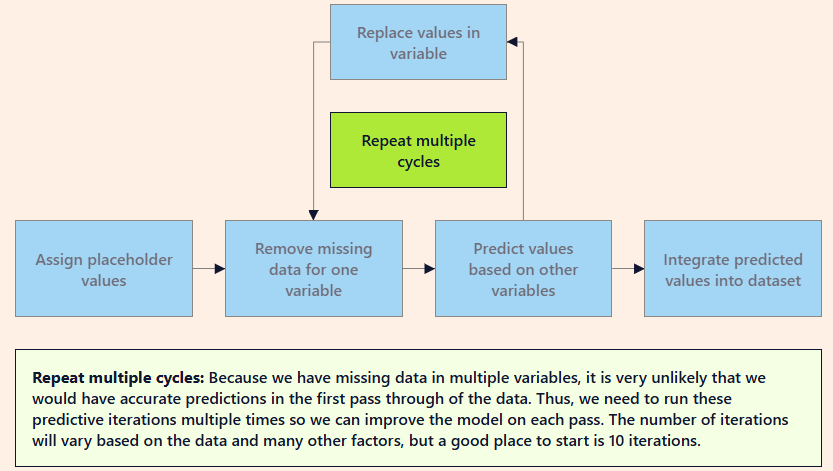 Replace values in
variable
Repeat multiple
cycles
Assign placeholder
values
Remove missing
data for one
variable
Predict values
based on other
variables
Integrate predicted
values into dataset
Repeat multiple cycles: Because we have missing data in multiple variables, it is very unlikely that we
would have accurate predictions in the first pass through of the data. Thus, we need to run these
predictive iterations multiple times so we can improve the model on each pass. The number of iterations
will vary based on the data and many other factors, but a good place to start is 10 iterations.